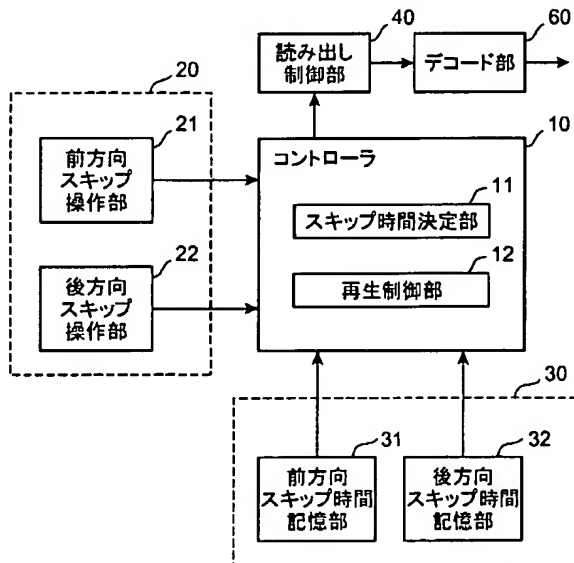 40
60
読み出し
制御部
デコード部
20
10
21
前方向
スキップ
操作部
コントローラ
11
スキップ時間決定部
22
後方向
スキップ
操作部
12
再生制御部
30
31
前方向
スキップ時間
記憶部
32
後方向
スキップ時間
記憶部